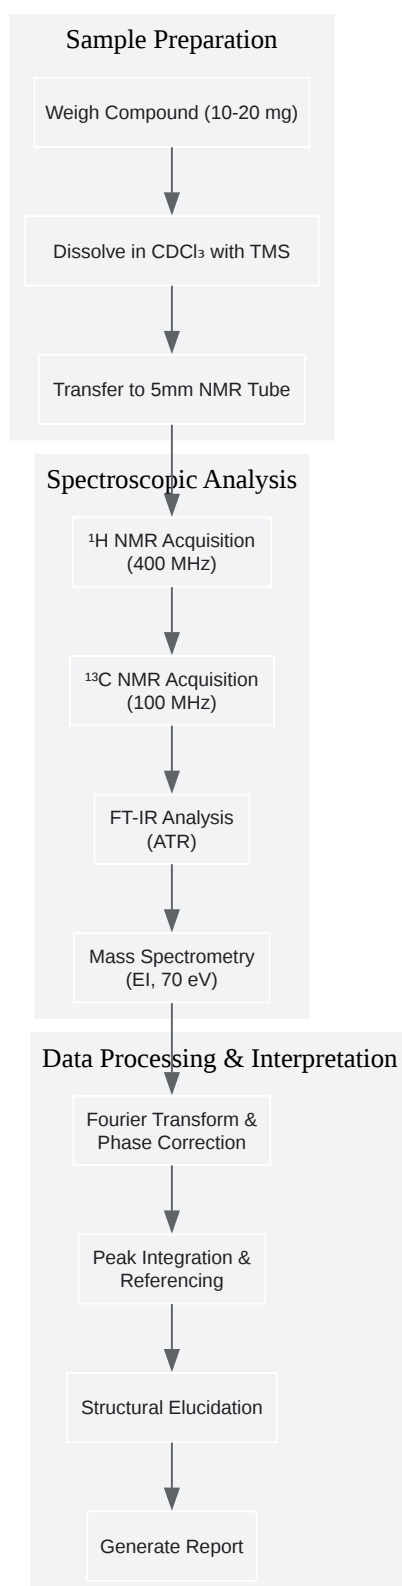 Sample Preparation
Weigh Compound (10-20 mg)
Dissolve in CDCl₃ with TMS
Transfer to 5mm NMR Tube
Spectroscopic Analysis
¹H NMR Acquisition
(400 MHz)
¹³C NMR Acquisition
(100 MHz)
FT-IR Analysis
(ATR)
Mass Spectrometry
(EI, 70 eV)
Data Processing & Interpretation
Fourier Transform &
Phase Correction
Peak Integration &
Referencing
Structural Elucidation
Generate Report